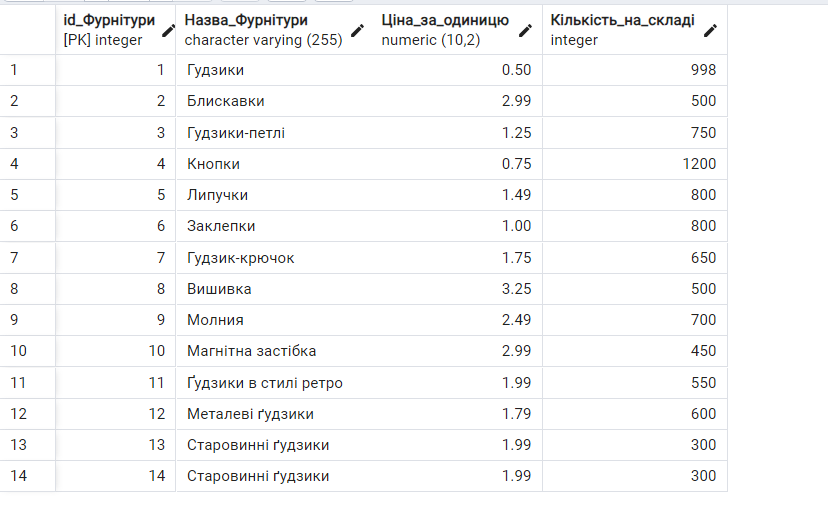 id_Фурнітури Назва_Фурнітури Ціна_за_одиницю Кількість_на_складі
[PK] integer character varying (255) numeric (10,2) integer
1 1 Гудзики 0.50 998
2 2 Блискавки 2.99 500
3 3 Гудзики-петлі 1.25 750
4 4 Кнопки 0.75 1200
5 5 Липучки 1.49 800
6 6 Заклепки 1.00 800
7 7 Гудзик-крючок 1.75 650
8 8 Вишивка 3.25 500
9 9 Молния 2.49 700
10 10 Магнітна застібка 2.99 450
11 11 Ґудзики в стилі ретро 1.99 550
12 12 Металеві ґудзики 1.79 600
13 13 Старовинні ґудзики 1.99 300
14 14 Старовинні ґудзики 1.99 300